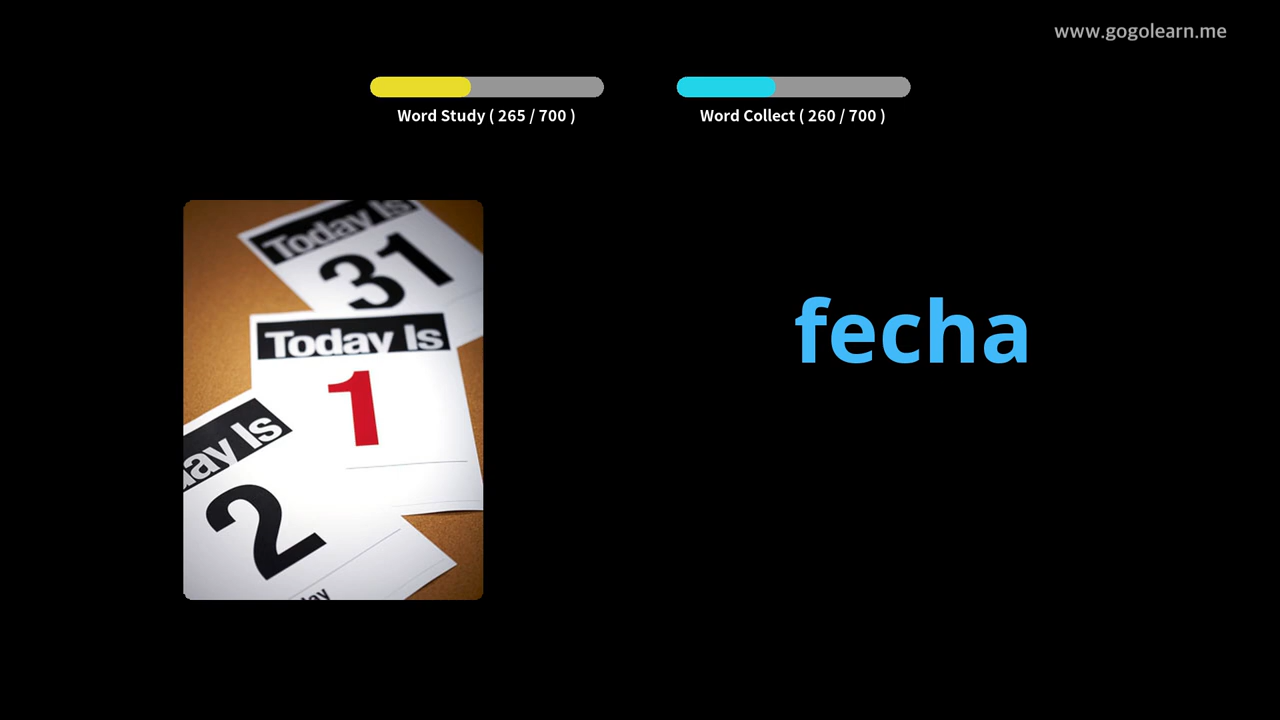 www.gogolearn.me
Word Study ( 265 / 700 )
Word Collect ( 260 / 700 )
Today Is
31
Today Is
1
ay Is
2
fecha